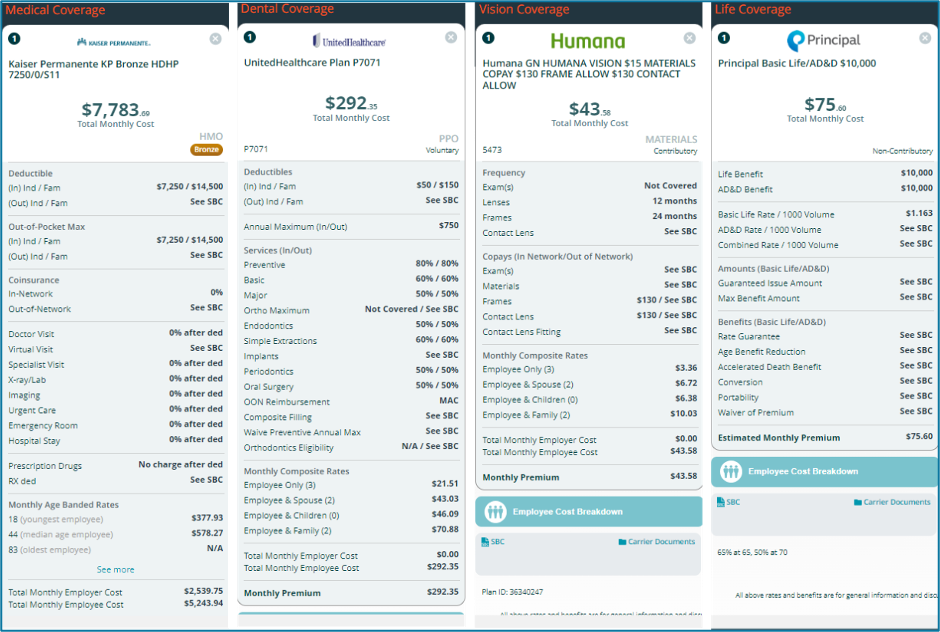 Medical Coverage
1
KAISER PERMANENTE.
Kaiser Permanente KP Bronze HDHP
7250/0/S11
$7,783.69
Total Monthly Cost
HMO
Bronze
Deductible
(In) Ind / Fam $7,250 / $14,500
(Out) Ind / Fam See SBC
Out-of-Pocket Max
(In) Ind / Fam $7,250 / $14,500
(Out) Ind / Fam See SBC
Coinsurance
In-Network 0%
Out-of-Network See SBC
Doctor Visit 0% after ded
Virtual Visit See SBC
Specialist Visit 0% after ded
X-ray/Lab 0% after ded
Imaging 0% after ded
Urgent Care 0% after ded
Emergency Room 0% after ded
Hospital Stay 0% after ded
Prescription Drugs No charge after ded
RX ded See SBC
Monthly Age Banded Rates
18 (youngest employee) $377.93
44 (median age employee) $578.27
83 (oldest employee) N/A
See more
Total Monthly Employer Cost $2,539.75
Total Monthly Employee Cost $5,243.94
Dental Coverage
1
UnitedHealthcare
UnitedHealthcare Plan P7071
$292.35
Total Monthly Cost
PPO
P7071 Voluntary
Deductibles
(In) Ind / Fam $50 / $150
(Out) Ind / Fam See SBC
Annual Maximum (In/Out) $750
Services (In/Out)
Preventive 80% / 80%
Basic 60% / 60%
Major 50% / 50%
Ortho Maximum Not Covered / See SBC
Endodontics 50% / 50%
Simple Extractions 60% / 60%
Implants See SBC
Periodontics 50% / 50%
Oral Surgery 50% / 50%
OON Reimbursement MAC
Composite Filling See SBC
Waive Preventive Annual Max See SBC
Orthodontics Eligibility N/A / See SBC
Monthly Composite Rates
Employee Only (3) $21.51
Employee & Spouse (2) $43.03
Employee & Children (0) $46.09
Employee & Family (2) $70.88
Total Monthly Employer Cost $0.00
Total Monthly Employee Cost $292.35
Monthly Premium $292.35
Vision Coverage
1
Humana
Humana GN HUMANA VISION $15 MATERIALS
COPAY $130 FRAME ALLOW $130 CONTACT
ALLOW
$43.58
Total Monthly Cost
MATERIALS
5473 Contributory
Frequency
Exam(s) Not Covered
Lenses 12 months
Frames 24 months
Contact Lens See SBC
Copays (In Network/Out of Network)
Exam(s) See SBC
Materials See SBC
Frames $130 / See SBC
Contact Lens $130 / See SBC
Contact Lens Fitting See SBC
Monthly Composite Rates
Employee Only (3) $3.36
Employee & Spouse (2) $6.72
Employee & Children (0) $6.38
Employee & Family (2) $10.03
Total Monthly Employer Cost $0.00
Total Monthly Employee Cost $43.58
Monthly Premium $43.58
Employee Cost Breakdown
SBC Carrier Documents
Plan ID: 36340247
All above rates and benefits are for general information and disc
Life Coverage
1
Principal
Principal Basic Life/AD&D $10,000
$75.60
Total Monthly Cost
Non-Contributory
Life Benefit $10,000
AD&D Benefit $10,000
Basic Life Rate / 1000 Volume $1.163
AD&D Rate / 1000 Volume See SBC
Combined Rate / 1000 Volume See SBC
Amounts (Basic Life/AD&D)
Guaranteed Issue Amount See SBC
Max Benefit Amount See SBC
Benefits (Basic Life/AD&D)
Rate Guarantee See SBC
Age Benefit Reduction See SBC
Accelerated Death Benefit See SBC
Conversion See SBC
Portability See SBC
Waiver of Premium See SBC
Estimated Monthly Premium $75.60
Employee Cost Breakdown
SBC Carrier Documents
65% at 65, 50% at 70
All above rates and benefits are for general information and discl